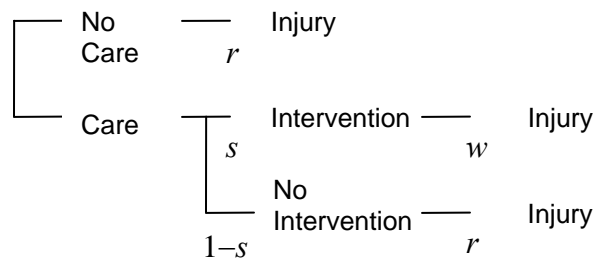 No Care
r
Injury
Care
s
Intervention
w
Injury
1–s
No Intervention
r
Injury